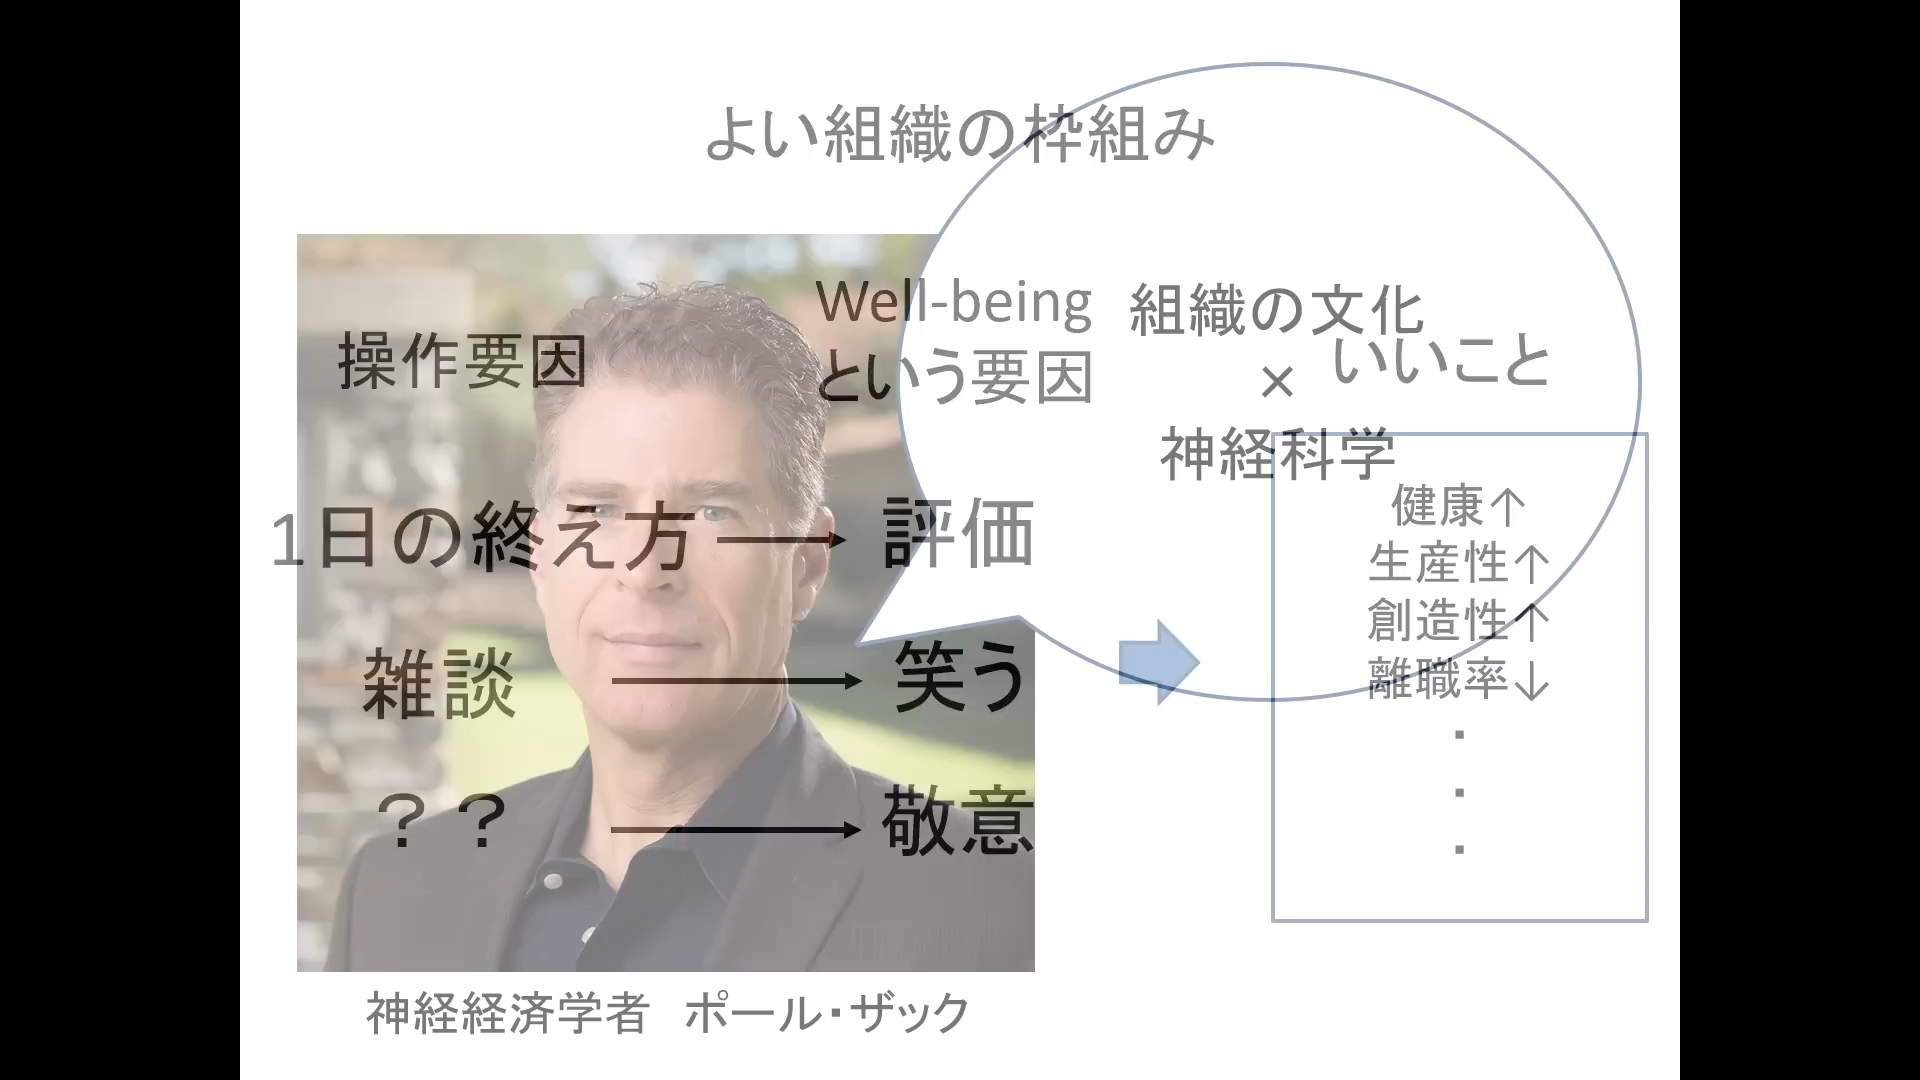 よい組織の枠組み
操作要因
Well-being
という要因
いいこと
1日の終え方
評価
雑談
笑う
？？
敬意
健康↑
生産性↑
創造性↑
離職率↓
・
・
・
組織の文化
×
神経科学
神経経済学者　ポール・ザック